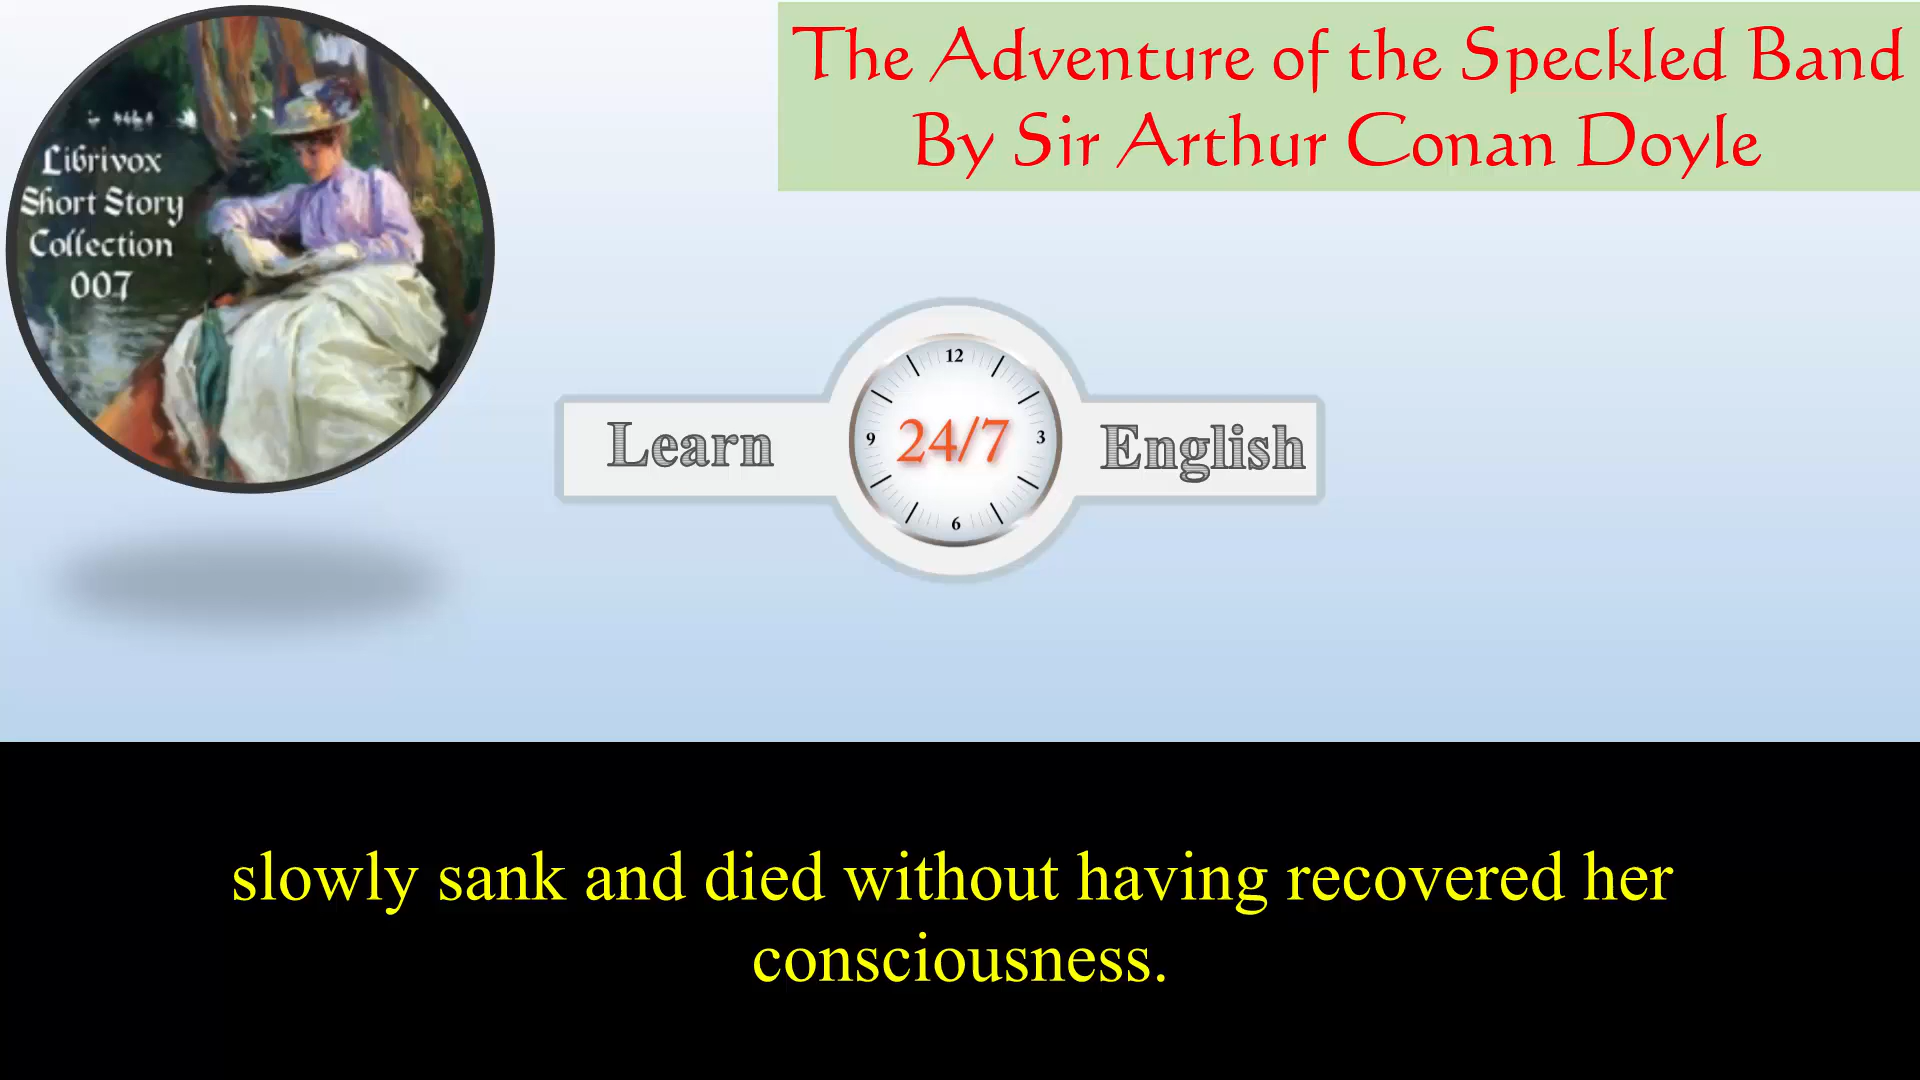 The Adventure of the Speckled Band
By Sir Arthur Conan Doyle
Librivox
Short Story
Collection
007
12
Learn
9
24/7
3
English
6
slowly sank and died without having recovered her
consciousness.